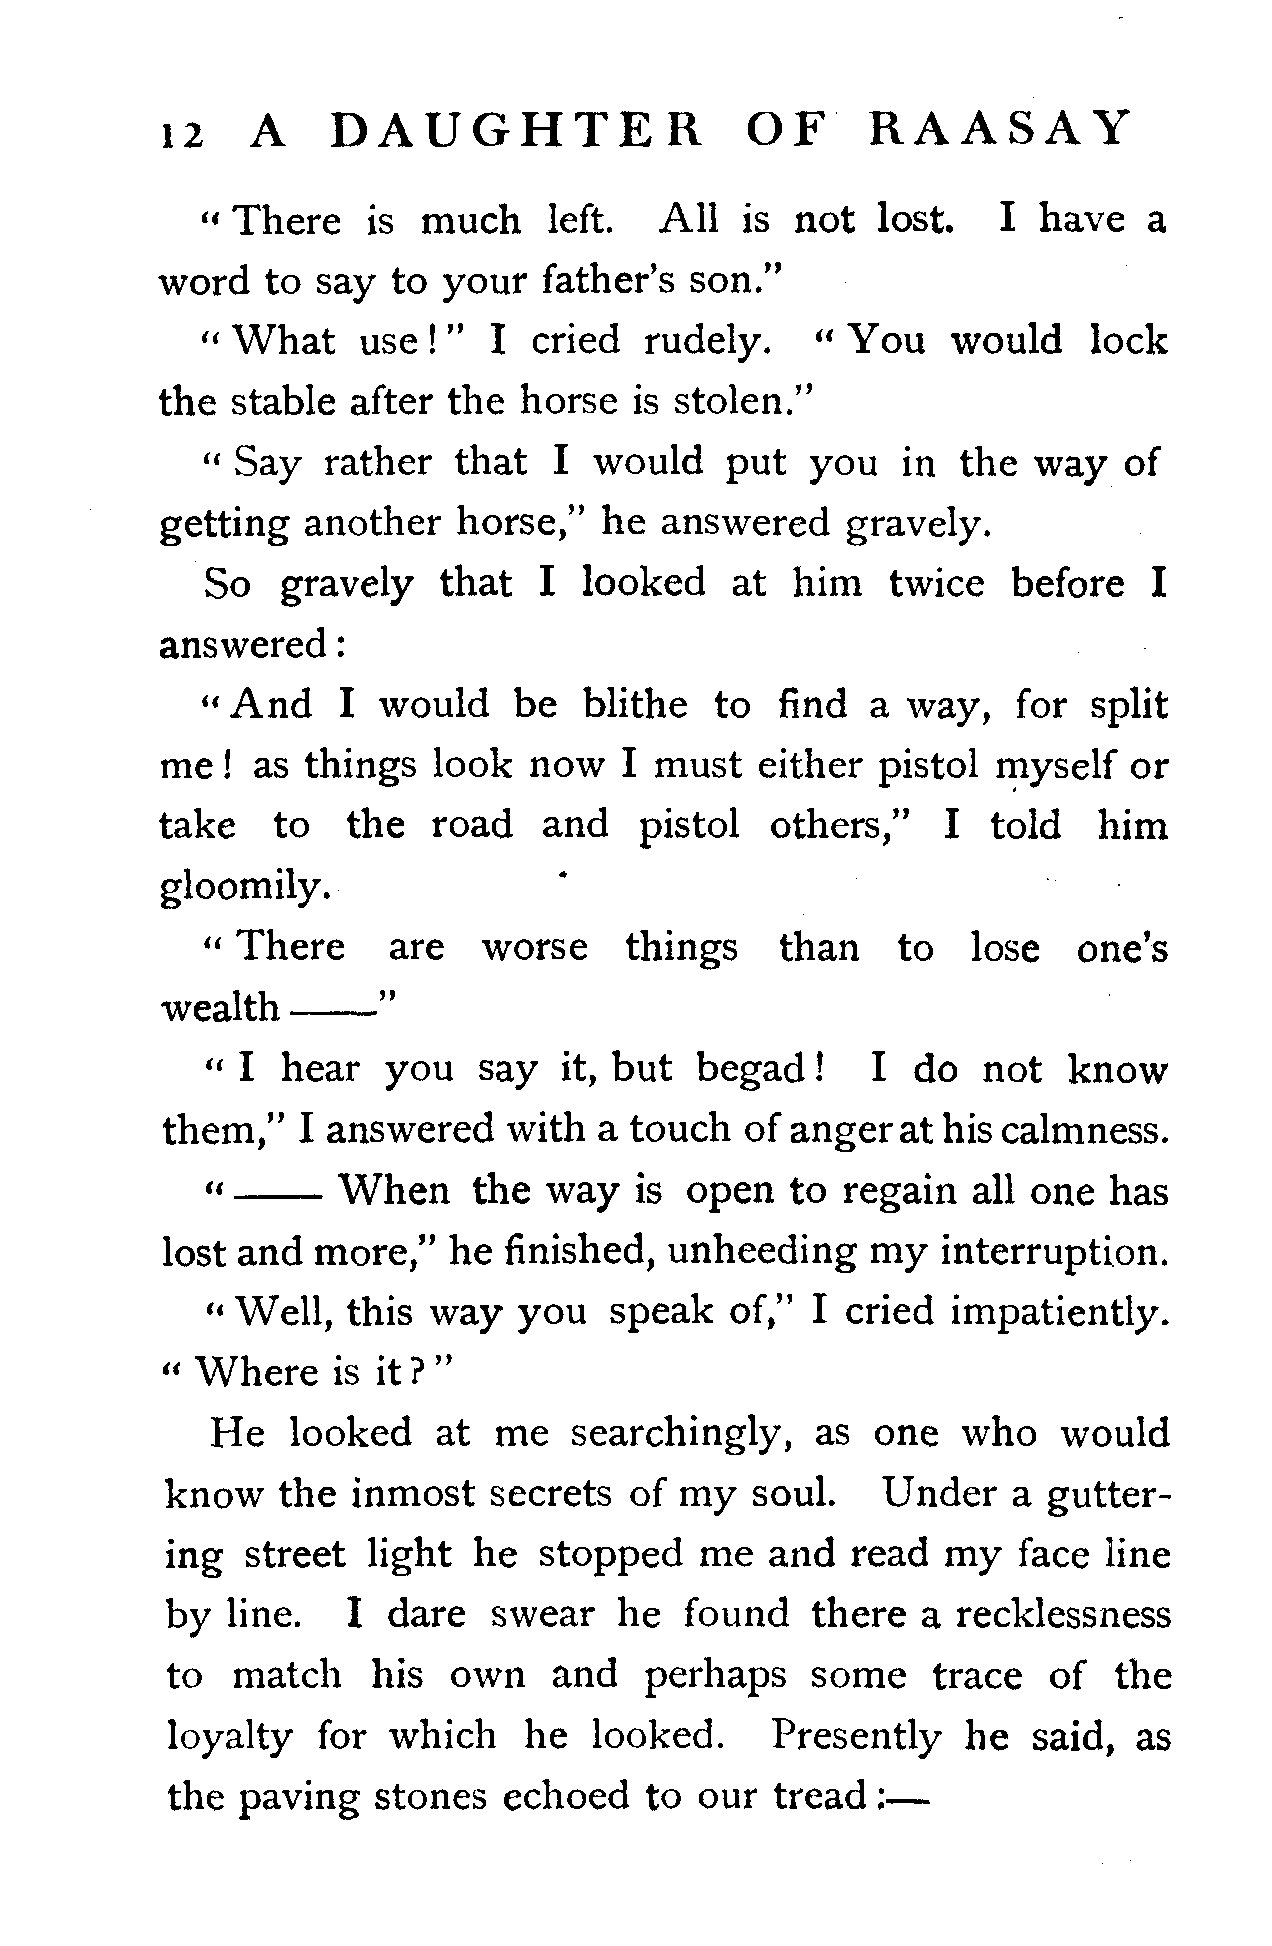 12 A DAUGHTER OF RAASAY
“ There is much left. All is not lost. I have a
word to say to your father's son.”
“ What use ! ” I cried rudely. “ You would lock
the stable after the horse is stolen.”
“ Say rather that I would put you in the way of
getting another horse,” he answered gravely.
So gravely that I looked at him twice before I
answered :
“ And I would be blithe to find a way, for split
me ! as things look now I must either pistol myself or
take to the road and pistol others,” I told him
gloomily.
“ There are worse things than to lose one's
wealth ——”
“ I hear you say it, but begad ! I do not know
them,” I answered with a touch of anger at his calmness.
“ —— When the way is open to regain all one has
lost and more,” he finished, unheeding my interruption.
“ Well, this way you speak of,” I cried impatiently.
“ Where is it ? ”
He looked at me searchingly, as one who would
know the inmost secrets of my soul. Under a gutter-
ing street light he stopped me and read my face line
by line. I dare swear he found there a recklessness
to match his own and perhaps some trace of the
loyalty for which he looked. Presently he said, as
the paving stones echoed to our tread :—